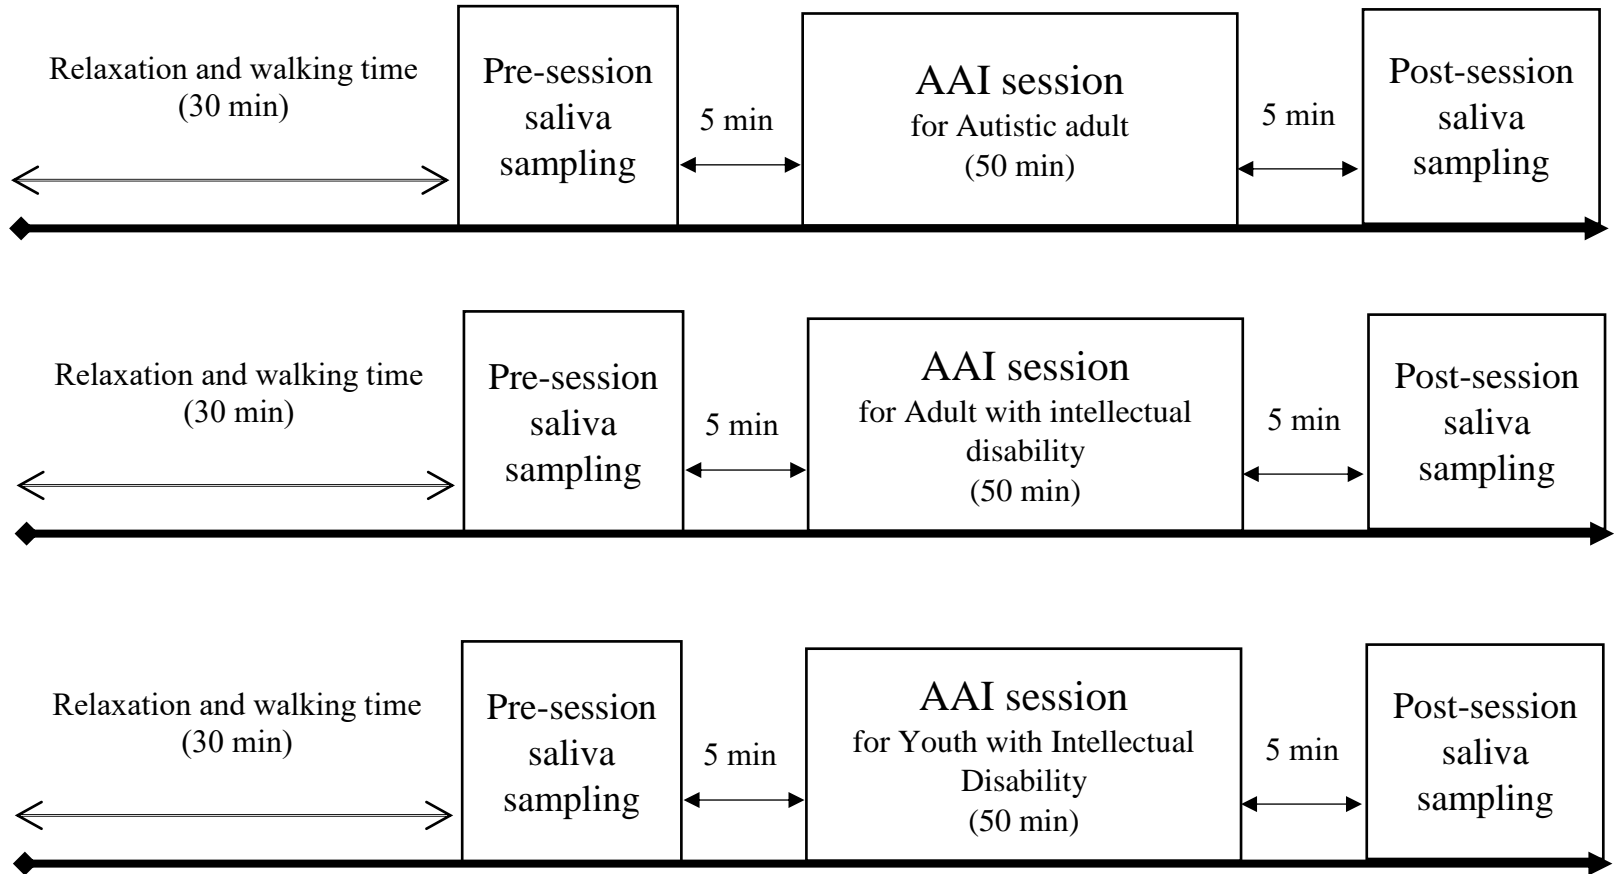 Relaxation and walking time
(30 min)
Pre-session
saliva
sampling
5 min
AAI session
for Autistic adult
(50 min)
5 min
Post-session
saliva
sampling
Relaxation and walking time
(30 min)
Pre-session
saliva
sampling
5 min
AAI session
for Adult with intellectual
disability
(50 min)
5 min
Post-session
saliva
sampling
Relaxation and walking time
(30 min)
Pre-session
saliva
sampling
5 min
AAI session
for Youth with Intellectual
Disability
(50 min)
5 min
Post-session
saliva
sampling